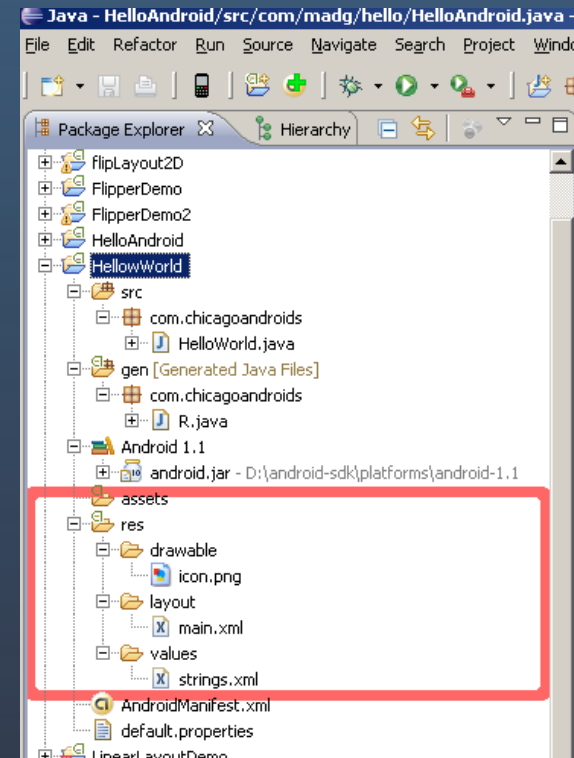 Java - HelloAndroid/src/com/madg/hello/HelloAndroid.java -
File Edit Refactor Run Source Navigate Search Project Windo
Package Explorer Hierarchy
flipLayout2D
FlipperDemo
FlipperDemo2
HelloAndroid
HellowWorld
src
com.chicagoandroids
HelloWorld.java
gen [Generated Java Files]
com.chicagoandroids
R.java
Android 1.1
android.jar - D:\android-sdk\platforms\android-1.1
assets
res
drawable
icon.png
layout
main.xml
values
strings.xml
AndroidManifest.xml
default.properties
LinearLayoutDemo